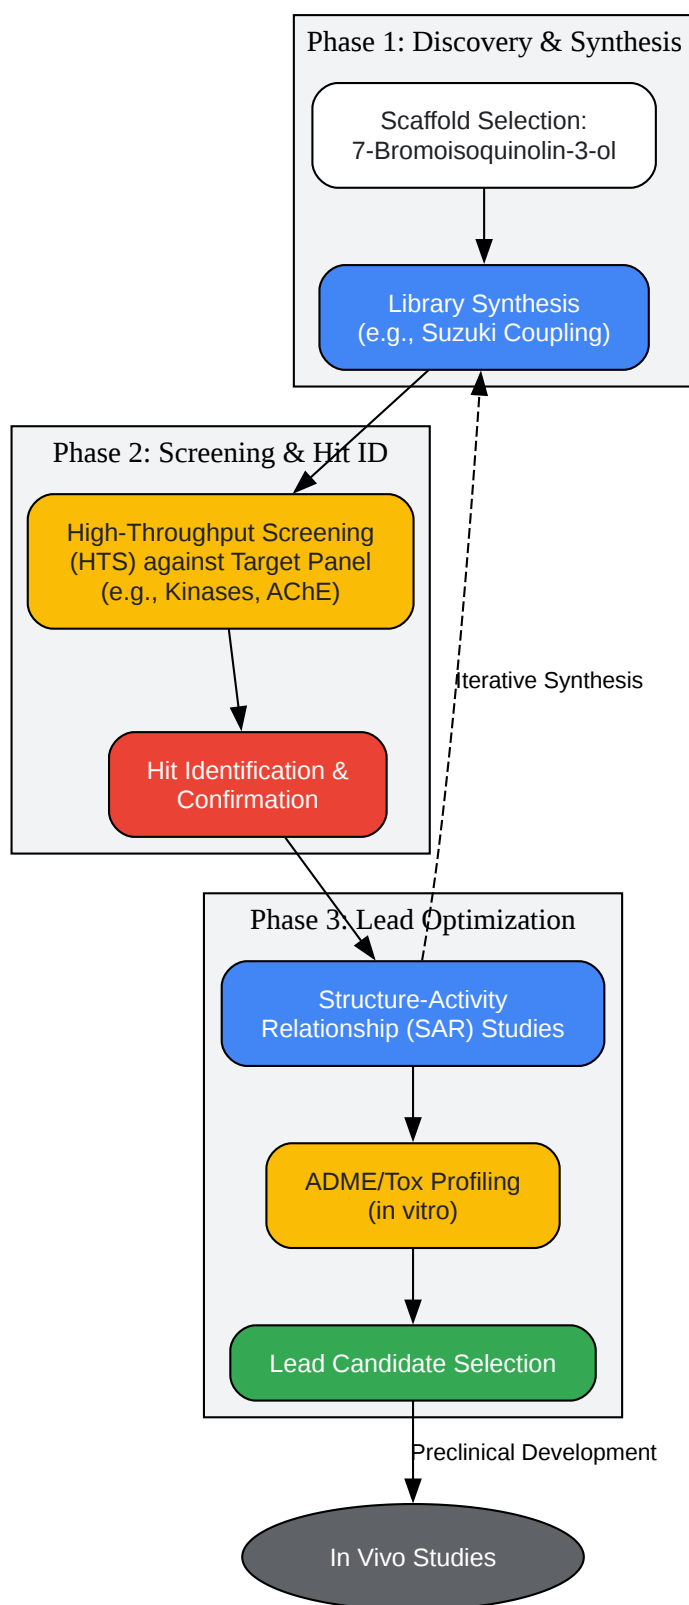 Phase 1: Discovery & Synthesis
Scaffold Selection:
7-Bromoisoquinolin-3-ol
Library Synthesis
(e.g., Suzuki Coupling)
Phase 2: Screening & Hit ID
High-Throughput Screening
(HTS) against Target Panel
(e.g., Kinases, AChE)
Iterative Synthesis
Hit Identification &
Confirmation
Phase 3: Lead Optimization
Structure-Activity
Relationship (SAR) Studies
ADME/Tox Profiling
(in vitro)
Lead Candidate Selection
Preclinical Development
In Vivo Studies